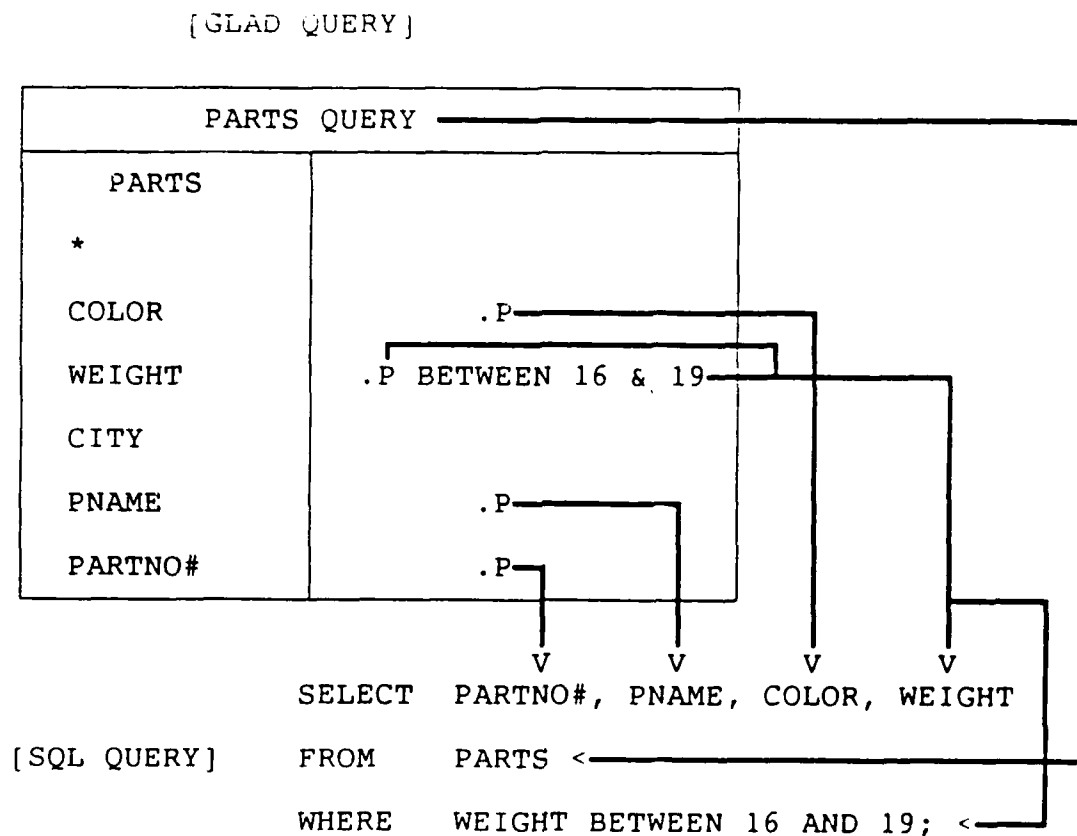 [GLAD QUERY]
PARTS QUERY
PARTS
*
COLOR .P
WEIGHT .P BETWEEN 16 & 19
CITY
PNAME .P
PARTNO# .P
V V V V
SELECT PARTNO#, PNAME, COLOR, WEIGHT
[SQL QUERY] FROM PARTS <
WHERE WEIGHT BETWEEN 16 AND 19; <